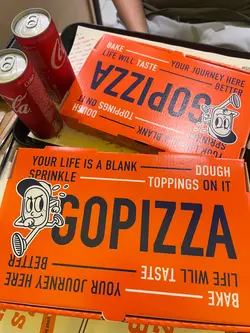 Coca-Cola
BAKE
LIFE WILL TASTE
YOUR JOURNEY HERE
BETTER
GOPIZZA
TOPPINGS ON IT
DOUGH
BLANK
SPRINKLE
YOUR LIFE IS A BLANK
DOUGH
SPRINKLE
TOPPINGS ON IT
GOPIZZA
BAKE
LIFE WILL TASTE
YOUR JOURNEY HERE
BETTER